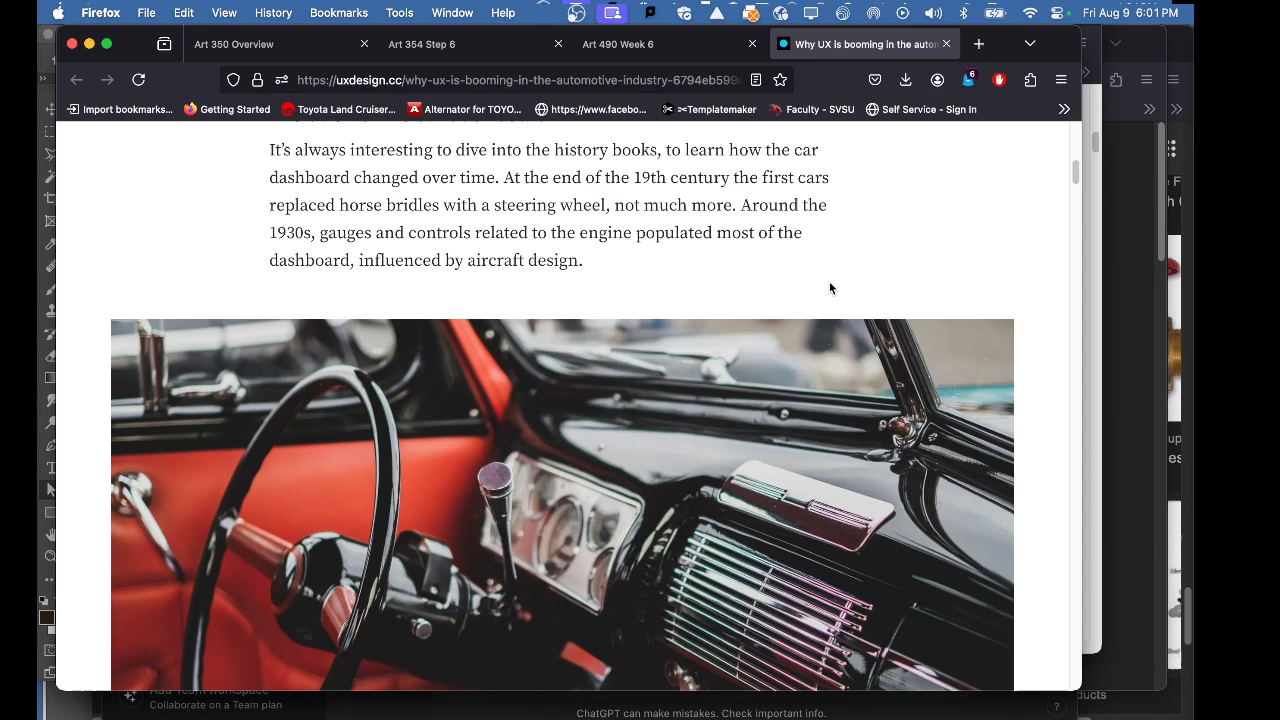 Firefox File Edit View History Bookmarks Tools Window Help Fri Aug 9 6:01 PM
Art 350 Overview Art 354 Step 6 Art 490 Week 6 Why UX is booming in the autom
https://uxdesign.cc/why-ux-is-booming-in-the-automotive-industry-6794eb599 6
Import bookmarks... Getting Started Toyota Land Cruiser... Alternator for TOYO... https://www.facebo... ✂Templatemaker Faculty - SVSU Self Service - Sign In
It’s always interesting to dive into the history books, to learn how the car
dashboard changed over time. At the end of the 19th century the first cars
replaced horse bridles with a steering wheel, not much more. Around the
1930s, gauges and controls related to the engine populated most of the
dashboard, influenced by aircraft design.
Collaborate on a Team plan
ChatGPT can make mistakes. Check important info.
?